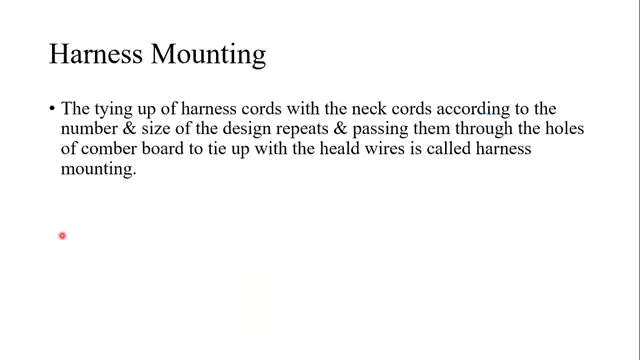 Harness Mounting
• The tying up of harness cords with the neck cords according to the
number & size of the design repeats & passing them through the holes
of comber board to tie up with the heald wires is called harness
mounting.